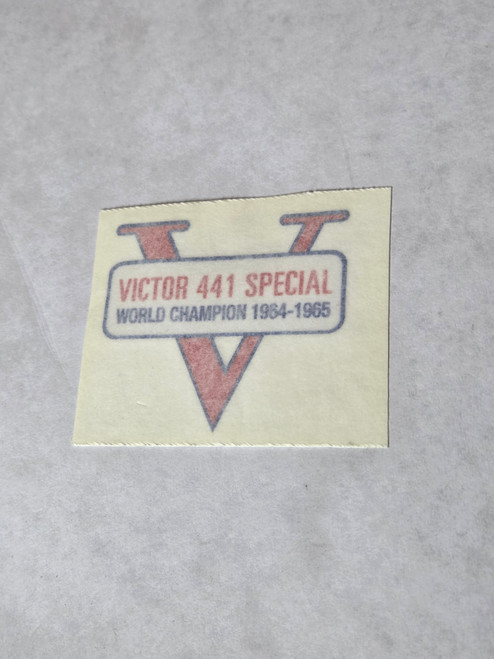 V
VICTOR 441 SPECIAL
WORLD CHAMPION 1964-1965